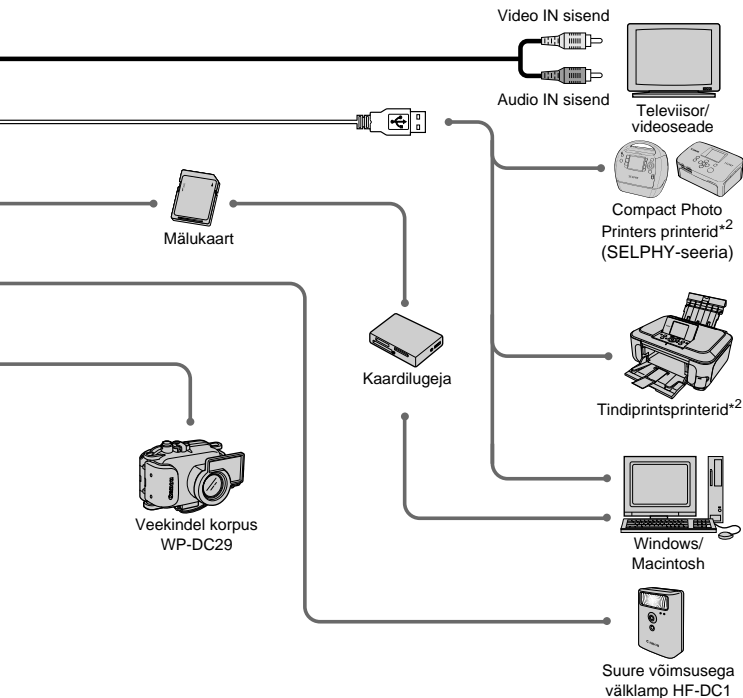 Video IN sisend
Audio IN sisend
Televiisor/
videoseade
Compact Photo
Printers printerid*2
(SELPHY-seeria)
Mälukaart
Kaardilugeja
Tindiprintsprinterid*2
Veekindel korpus
WP-DC29
Windows/
Macintosh
Suure võimsusega
välklamp HF-DC1